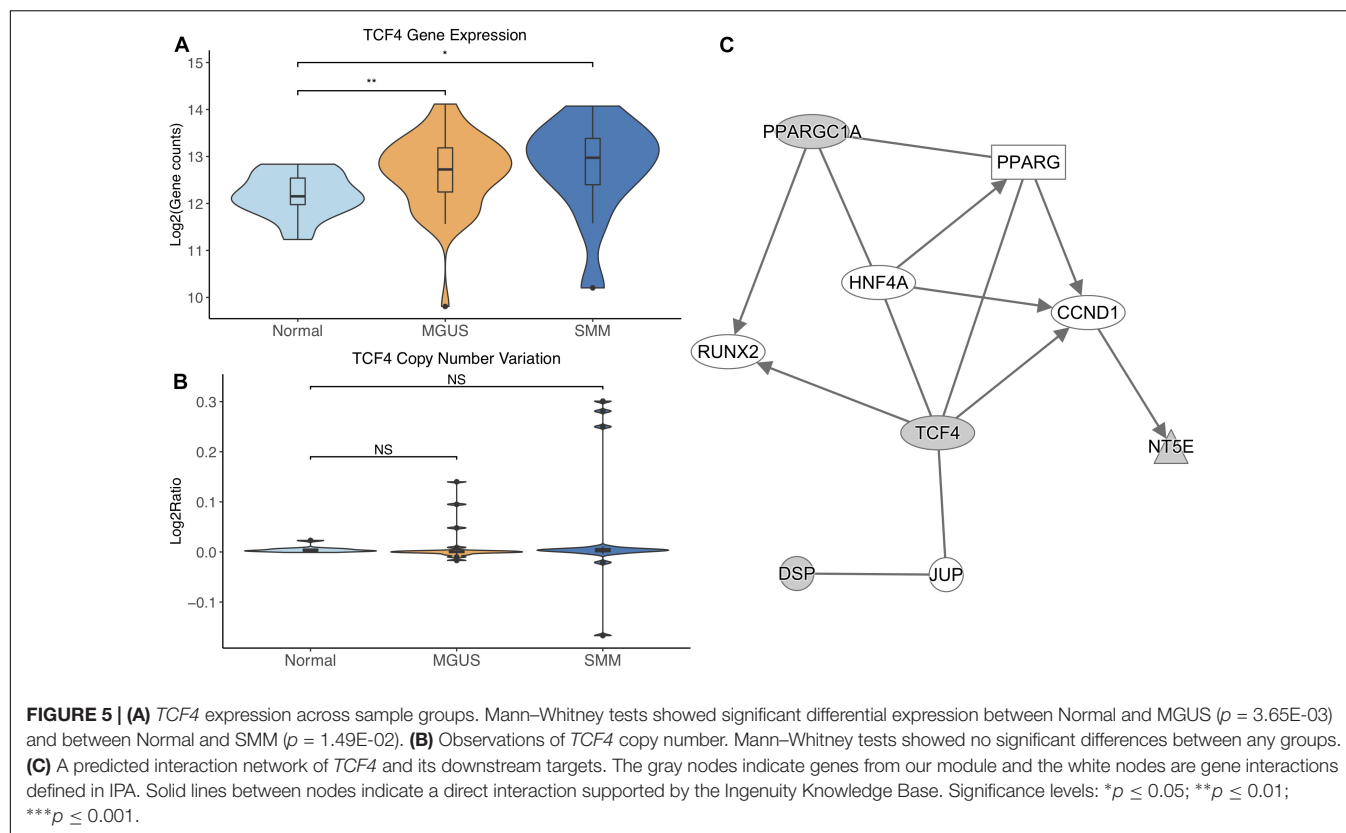 A
TCF4 Gene Expression
*
**
15
14
13
12
11
10
Log2(Gene counts)
Normal
MGUS
SMM
B
TCF4 Copy Number Variation
NS
NS
0.3
0.2
0.1
0.0
−0.1
Log2Ratio
Normal
MGUS
SMM
C
PPARGC1A
PPARG
HNF4A
CCND1
RUNX2
TCF4
NT5E
DSP
JUP
FIGURE 5 | (A) TCF4 expression across sample groups. Mann–Whitney tests showed significant differential expression between Normal and MGUS (p = 3.65E-03)
and between Normal and SMM (p = 1.49E-02). (B) Observations of TCF4 copy number. Mann–Whitney tests showed no significant differences between any groups.
(C) A predicted interaction network of TCF4 and its downstream targets. The gray nodes indicate genes from our module and the white nodes are gene interactions
defined in IPA. Solid lines between nodes indicate a direct interaction supported by the Ingenuity Knowledge Base. Significance levels: *p ≤ 0.05; **p ≤ 0.01;
***p ≤ 0.001.